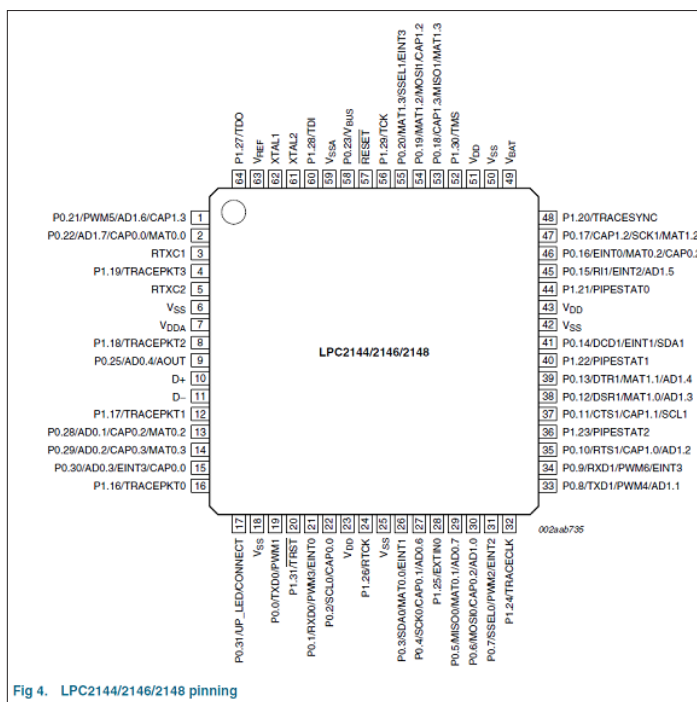 P1.27/TDO
VREF
XTAL1
XTAL2
P1.28/TDI
VSSA
P0.23/VBUS
RESET
P1.29/TCK
P0.20/MAT1.3/SSEL1/EINT3
P0.19/MAT1.2/MOSI1/CAP1.2
P0.18/CAP1.3/MISO1/MAT1.3
P1.30/TMS
VDD
VSS
VBAT
64 63 62 61 60 59 58 57 56 55 54 53 52 51 50 49
P0.21/PWM5/AD1.6/CAP1.3 1
P0.22/AD1.7/CAP0.0/MAT0.0 2
RTXC1 3
P1.19/TRACEPKT3 4
RTXC2 5
VSS 6
VDDA 7
P1.18/TRACEPKT2 8
P0.25/AD0.4/AOUT 9
D+ 10
D− 11
P1.17/TRACEPKT1 12
P0.28/AD0.1/CAP0.2/MAT0.2 13
P0.29/AD0.2/CAP0.3/MAT0.3 14
P0.30/AD0.3/EINT3/CAP0.0 15
P1.16/TRACEPKT0 16
LPC2144/2146/2148
48 P1.20/TRACESYNC
47 P0.17/CAP1.2/SCK1/MAT1.2
46 P0.16/EINT0/MAT0.2/CAP0.2
45 P0.15/RI1/EINT2/AD1.5
44 P1.21/PIPESTAT0
43 VDD
42 VSS
41 P0.14/DCD1/EINT1/SDA1
40 P1.22/PIPESTAT1
39 P0.13/DTR1/MAT1.1/AD1.4
38 P0.12/DSR1/MAT1.0/AD1.3
37 P0.11/CTS1/CAP1.1/SCL1
36 P1.23/PIPESTAT2
35 P0.10/RTS1/CAP1.0/AD1.2
34 P0.9/RXD1/PWM6/EINT3
33 P0.8/TXD1/PWM4/AD1.1
17 18 19 20 21 22 23 24 25 26 27 28 29 30 31 32
P0.31/UP_LED/CONNECT
VSS
P0.0/TXD0/PWM1
P1.31/TRST
P0.1/RXD0/PWM3/EINT0
P0.2/SCL0/CAP0.0
VDD
P1.26/RTCK
VSS
P0.3/SDA0/MAT0.0/EINT1
P0.4/SCK0/CAP0.1/AD0.6
P1.25/EXTIN0
P0.5/MISO0/MAT0.1/AD0.7
P0.6/MOSI0/CAP0.2/AD1.0
P0.7/SSEL0/PWM2/EINT2
P1.24/TRACECLK
002aab735
Fig 4. LPC2144/2146/2148 pinning